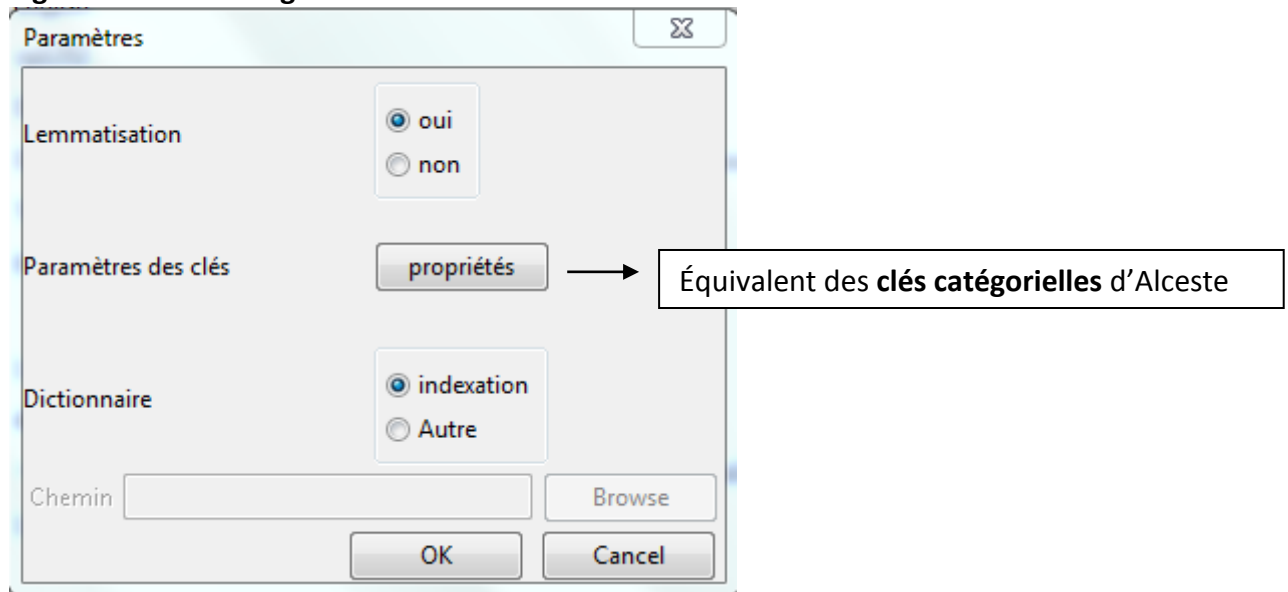 Paramètres
Lemmatisation
oui
non
Paramètres des clés
propriétés
Équivalent des clés catégorielles d’Alceste
Dictionnaire
indexation
Autre
Chemin
Browse
OK
Cancel